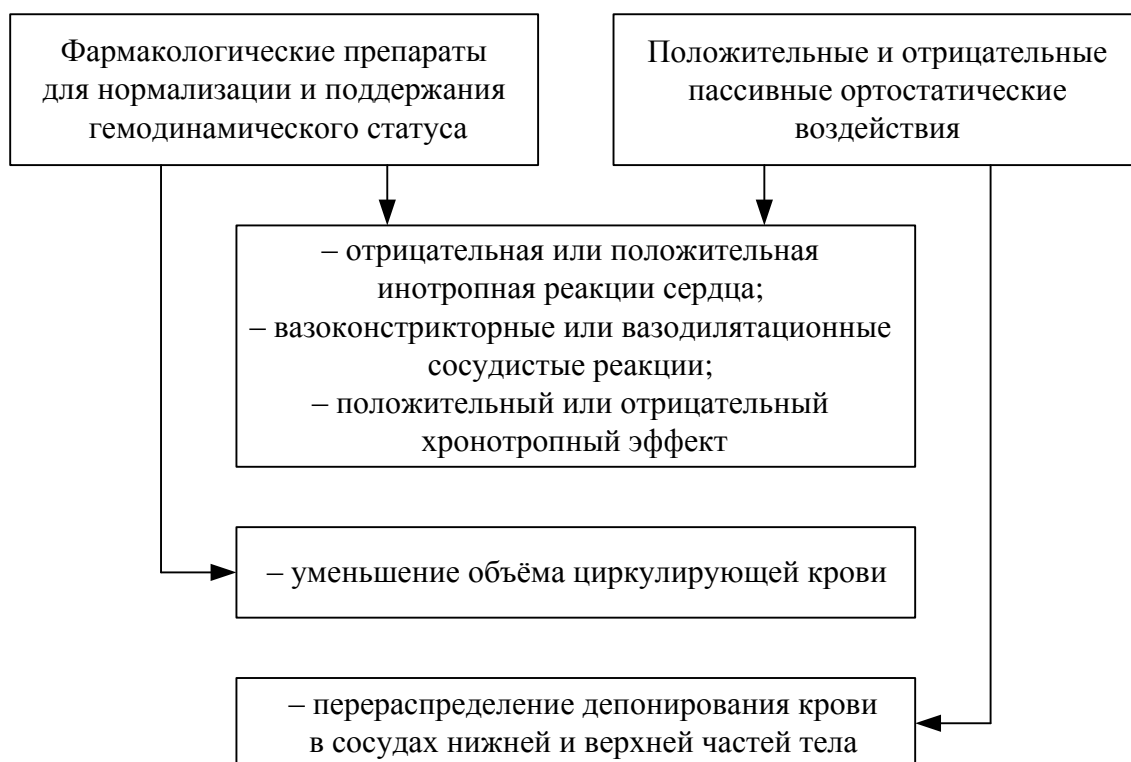 Фармакологические препараты
для нормализации и поддержания
гемодинамического статуса
Положительные и отрицательные
пассивные ортостатические
воздействия
– отрицательная или положительная
инотропная реакции сердца;
– вазоконстрикторные или вазодилятационные
сосудистые реакции;
– положительный или отрицательный
хронотропный эффект
– уменьшение объёма циркулирующей крови
– перераспределение депонирования крови
в сосудах нижней и верхней частей тела